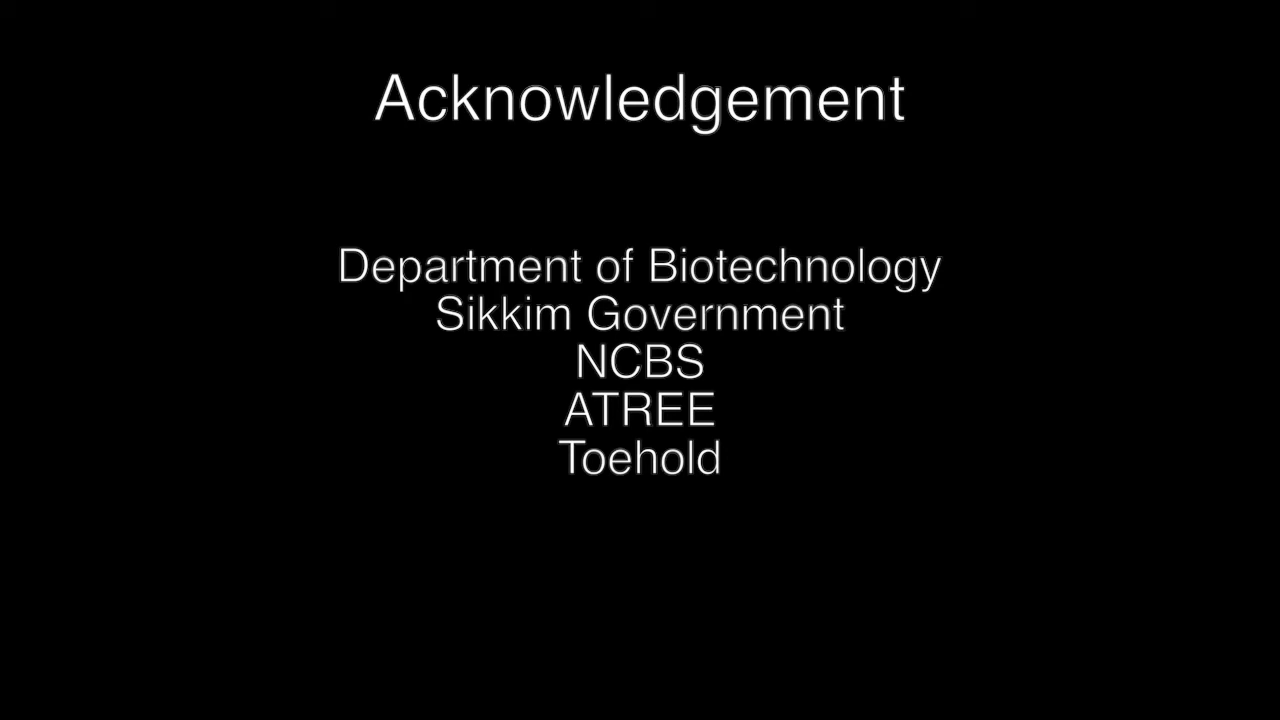 Acknowledgement
Department of Biotechnology
Sikkim Government
NCBS
ATREE
Toehold